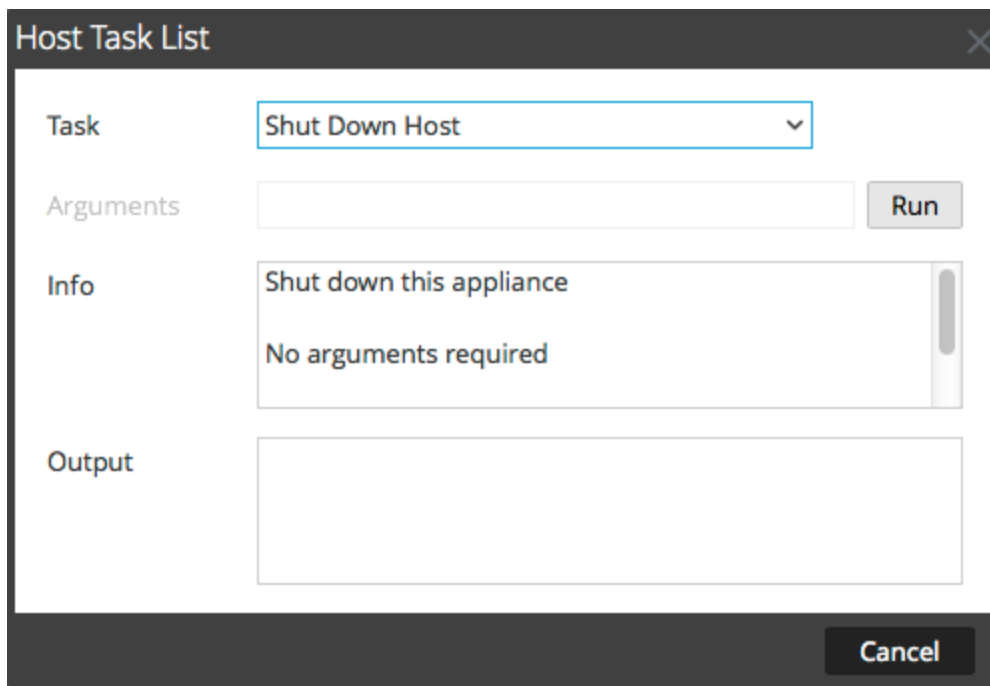 Host Task List
Task
Shut Down Host
Arguments
Run
Info
Shut down this appliance
No arguments required
Output
Cancel